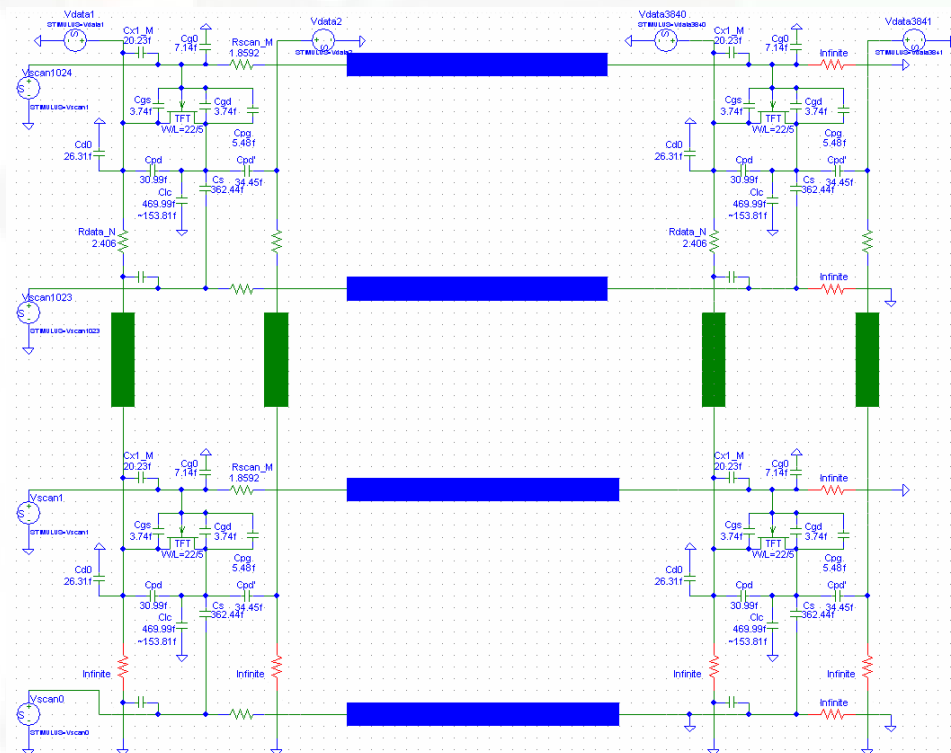 Vdata1
STIMULUS=Vdata1
Vdata2
Vdata3840
Vdata3841
Cx1_M
20.23f
Cg0
7.14f
Rscan_M
1.8592
Cx1_M
20.23f
Cg0
7.14f
Infinite
Vscan1024
STIMULUS=Vscan1
Cgs
3.74f
Cgd
3.74f
TFT
W/L=22/5
Cpg
5.48f
Cgs
3.74f
Cgd
3.74f
TFT
W/L=22/5
Cpg
5.48f
Cd0
26.31f
Cpd
30.99f
Cpd'
34.45f
Clc
469.99f
~153.81f
Cs
362.44f
Cd0
26.31f
Cpd
30.99f
Cpd'
34.45f
Clc
469.99f
~153.81f
Cs
362.44f
Rdata_N
2.406
Rdata_N
2.406
Vscan1023
STIMULUS=Vscan1023
Infinite
Cx1_M
20.23f
Cg0
7.14f
Rscan_M
1.8592
Cx1_M
20.23f
Cg0
7.14f
Infinite
Vscan1
STIMULUS=Vscan1
Cgs
3.74f
Cgd
3.74f
TFT
W/L=22/5
Cpg
5.48f
Cgs
3.74f
Cgd
3.74f
TFT
W/L=22/5
Cpg
5.48f
Cd0
26.31f
Cpd
30.99f
Cpd'
34.45f
Clc
469.99f
~153.81f
Cs
362.44f
Cd0
26.31f
Cpd
30.99f
Cpd'
34.45f
Clc
469.99f
~153.81f
Cs
362.44f
Infinite
Infinite
Infinite
Infinite
Vscan0
STIMULUS=Vscan0
Infinite